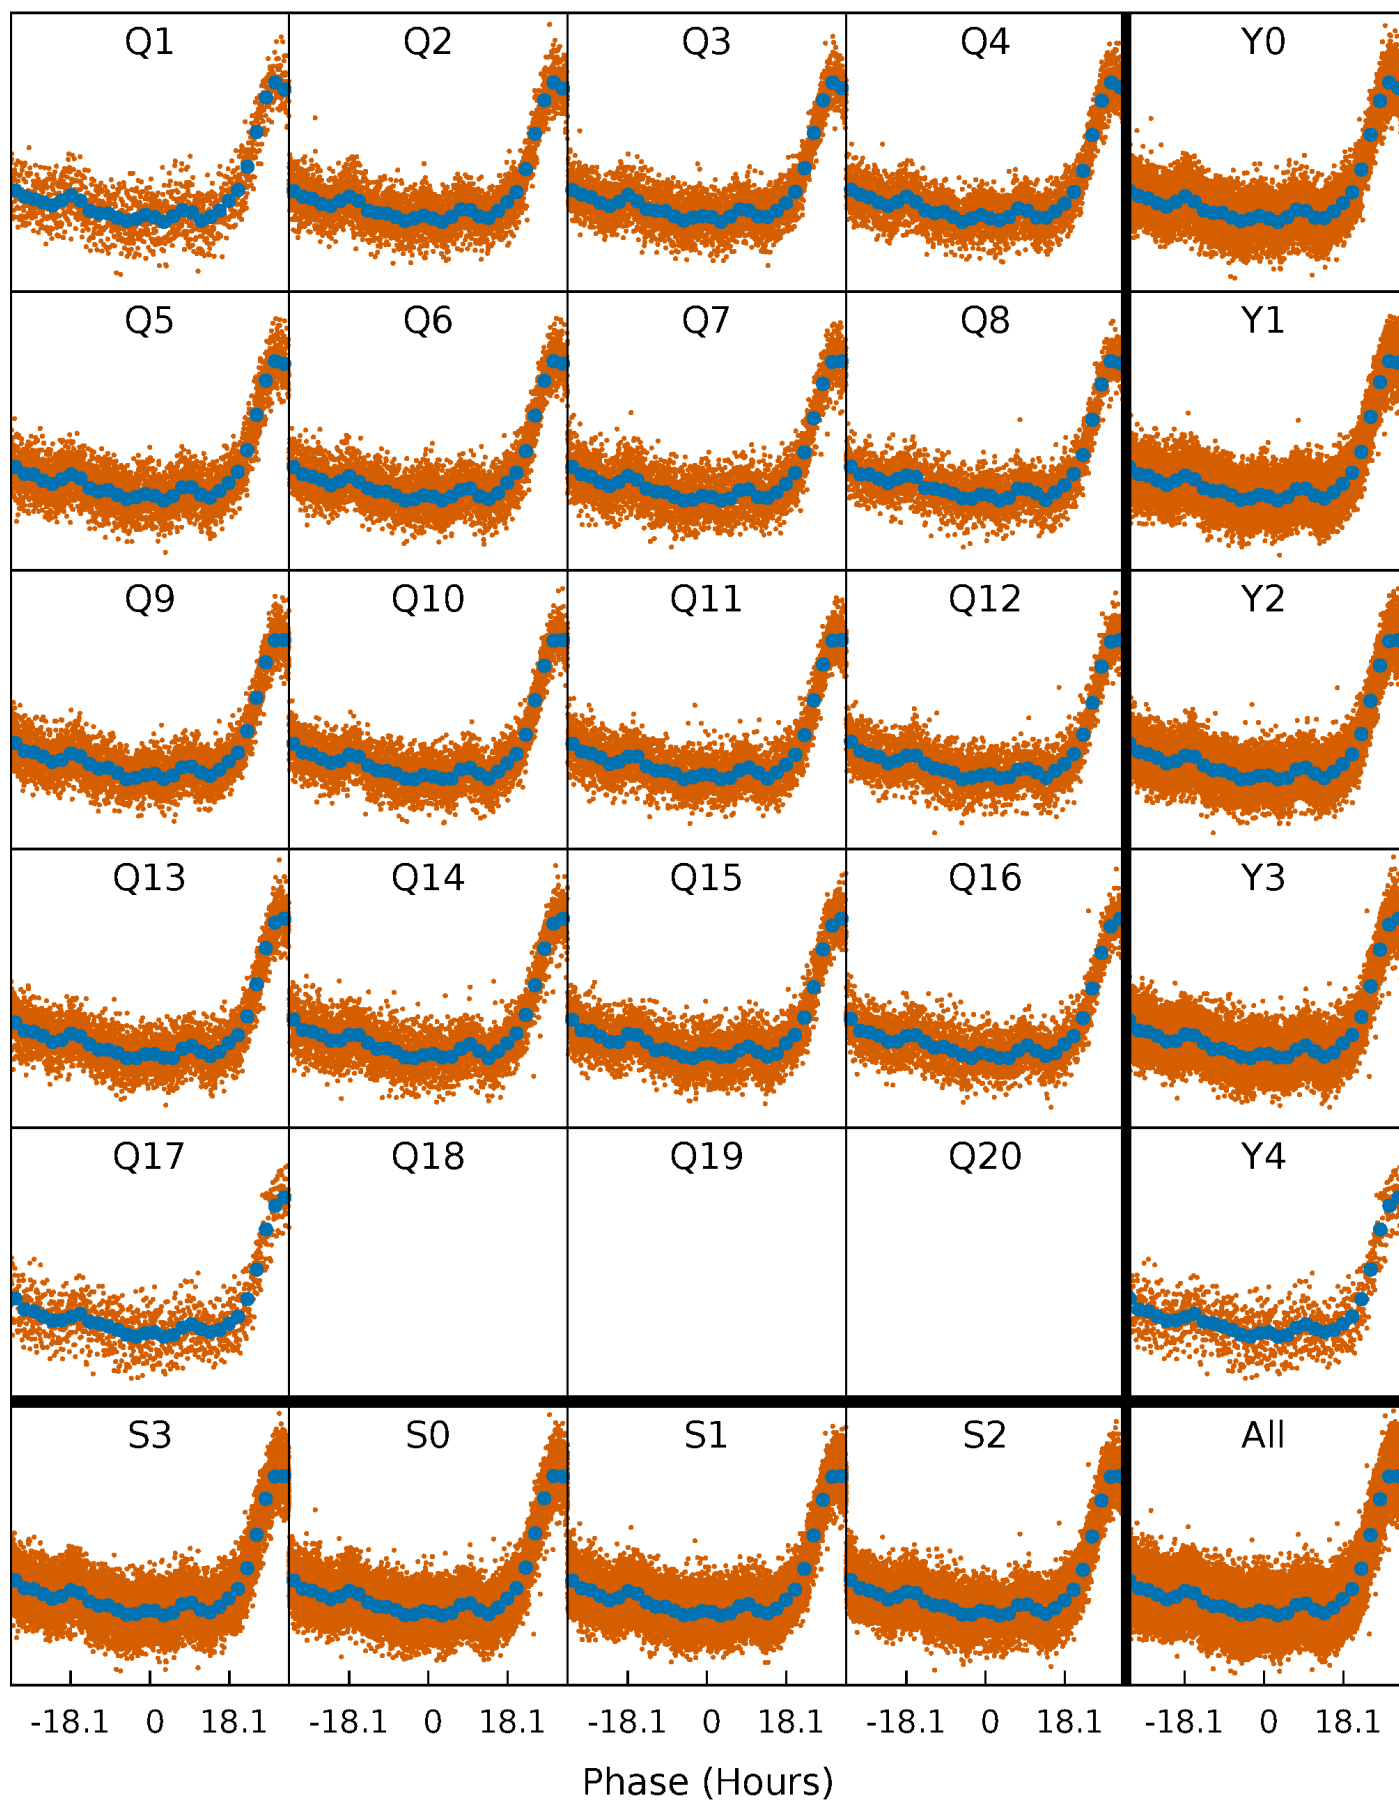 Q1 Q2 Q3 Q4 Y0
Q5 Q6 Q7 Q8 Y1
Q9 Q10 Q11 Q12 Y2
Q13 Q14 Q15 Q16 Y3
Q17 Q18 Q19 Q20 Y4
S3 S0 S1 S2 All
-18.1 0 18.1 -18.1 0 18.1 -18.1 0 18.1 -18.1 0 18.1 -18.1 0 18.1
Phase (Hours)